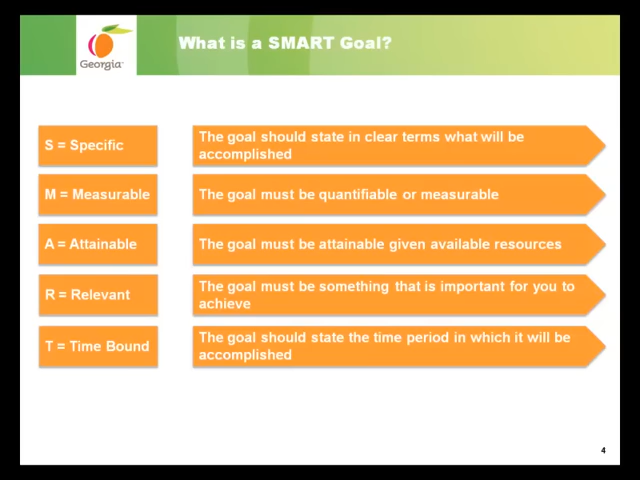 What is a SMART Goal?
Georgia
S = Specific
The goal should state in clear terms what will be
accomplished
M = Measurable
The goal must be quantifiable or measurable
A = Attainable
The goal must be attainable given available resources
R = Relevant
The goal must be something that is important for you to
achieve
T = Time Bound
The goal should state the time period in which it will be
accomplished
4